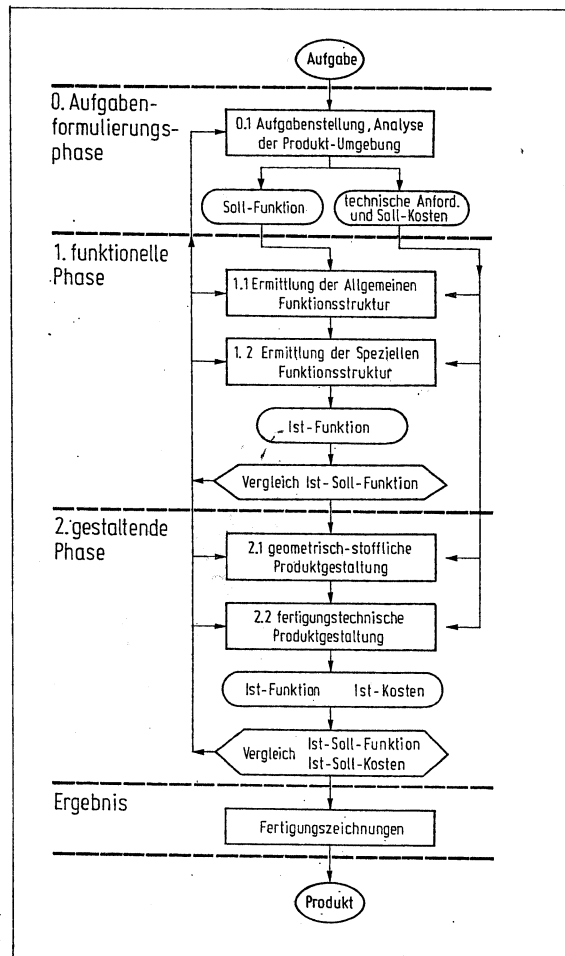 Aufgabe
0. Aufgaben-
formulierungs-
phase
0.1 Aufgabenstellung, Analyse
der Produkt-Umgebung
Soll-Funktion
technische Anford.
und Soll-Kosten
1. funktionelle
Phase
1.1 Ermittlung der Allgemeinen
Funktionsstruktur
1.2 Ermittlung der Speziellen
Funktionsstruktur
Ist-Funktion
Vergleich Ist-Soll-Funktion
2. gestaltende
Phase
2.1 geometrisch-stoffliche
Produktgestaltung
2.2 fertigungstechnische
Produktgestaltung
Ist-Funktion Ist-Kosten
Vergleich Ist-Soll-Funktion
Ist-Soll-Kosten
Ergebnis
Fertigungszeichnungen
Produkt